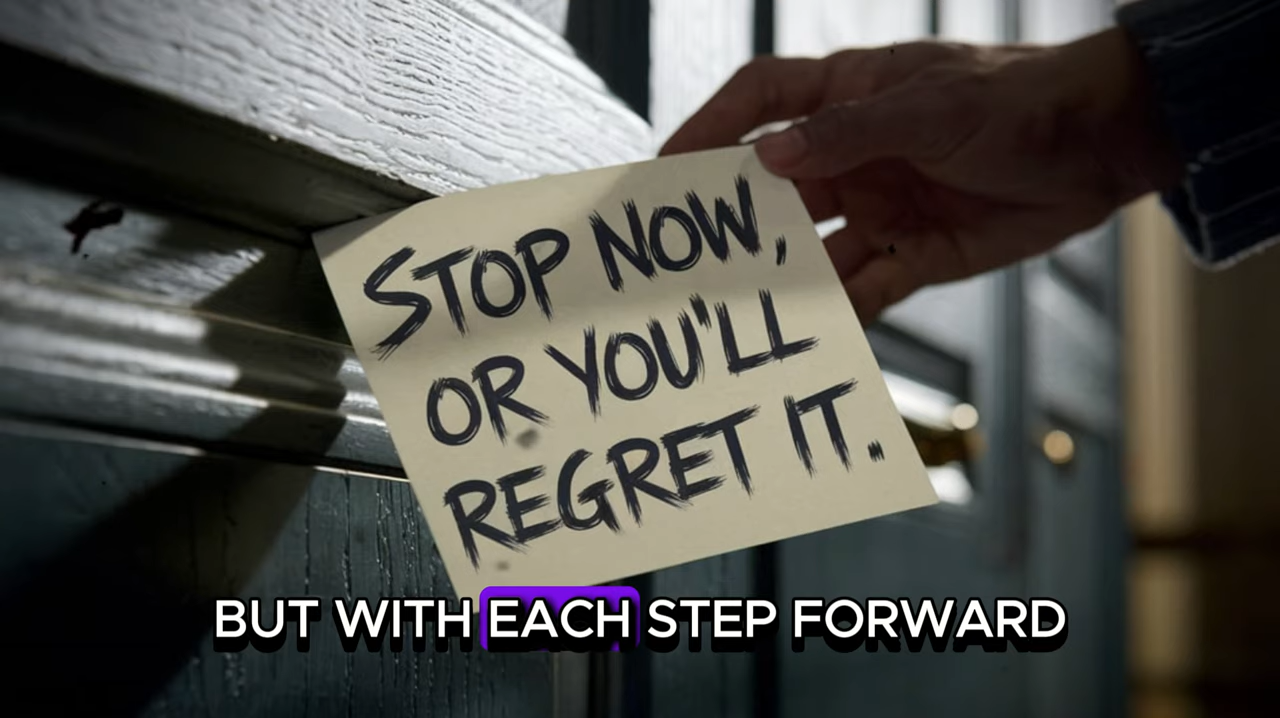 STOP NOW,
OR YOU'LL
REGRET IT.
BUT WITH EACH STEP FORWARD